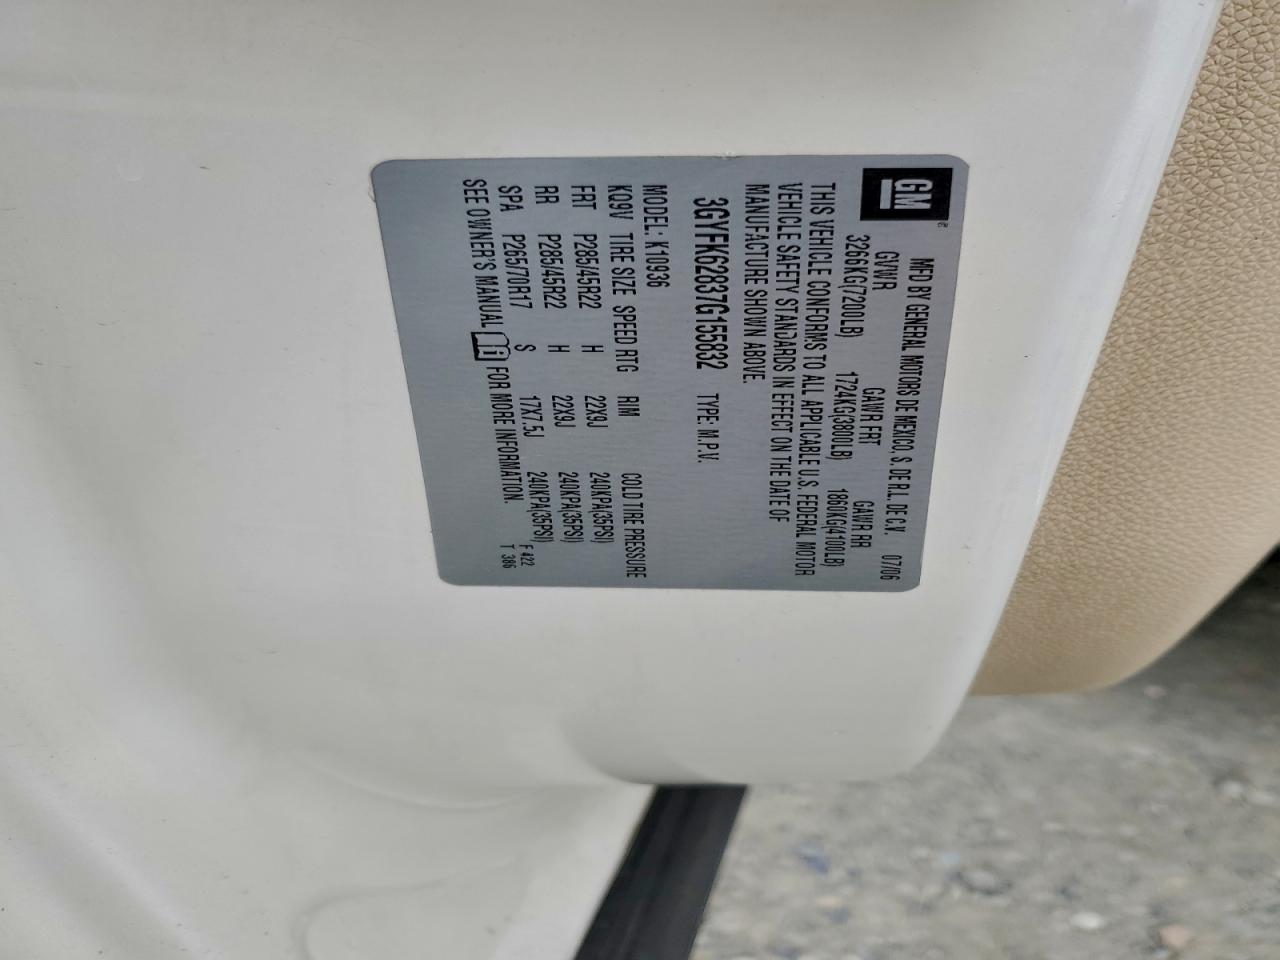 GM
MFD BY GENERAL MOTORS DE MEXICO, S. DE R.L. DE C.V. 07/06
GVWR GAWR FRT GAWR RR
3266KG(7200LB) 1724KG(3800LB) 1860KG(4100LB)
THIS VEHICLE CONFORMS TO ALL APPLICABLE U.S. FEDERAL MOTOR
VEHICLE SAFETY STANDARDS IN EFFECT ON THE DATE OF
MANUFACTURE SHOWN ABOVE.
3GYFK62837G155832 TYPE: M.P.V.
MODEL: K10936
KQ9V TIRE SIZE SPEED RTG RIM COLD TIRE PRESSURE
FRT P285/45R22 H 22X9J 240KPA(35PSI)
RR P285/45R22 H 22X9J 240KPA(35PSI)
SPA P265/70R17 S 17X7.5J 240KPA(35PSI)
SEE OWNER'S MANUAL FOR MORE INFORMATION.
F #22
T 386